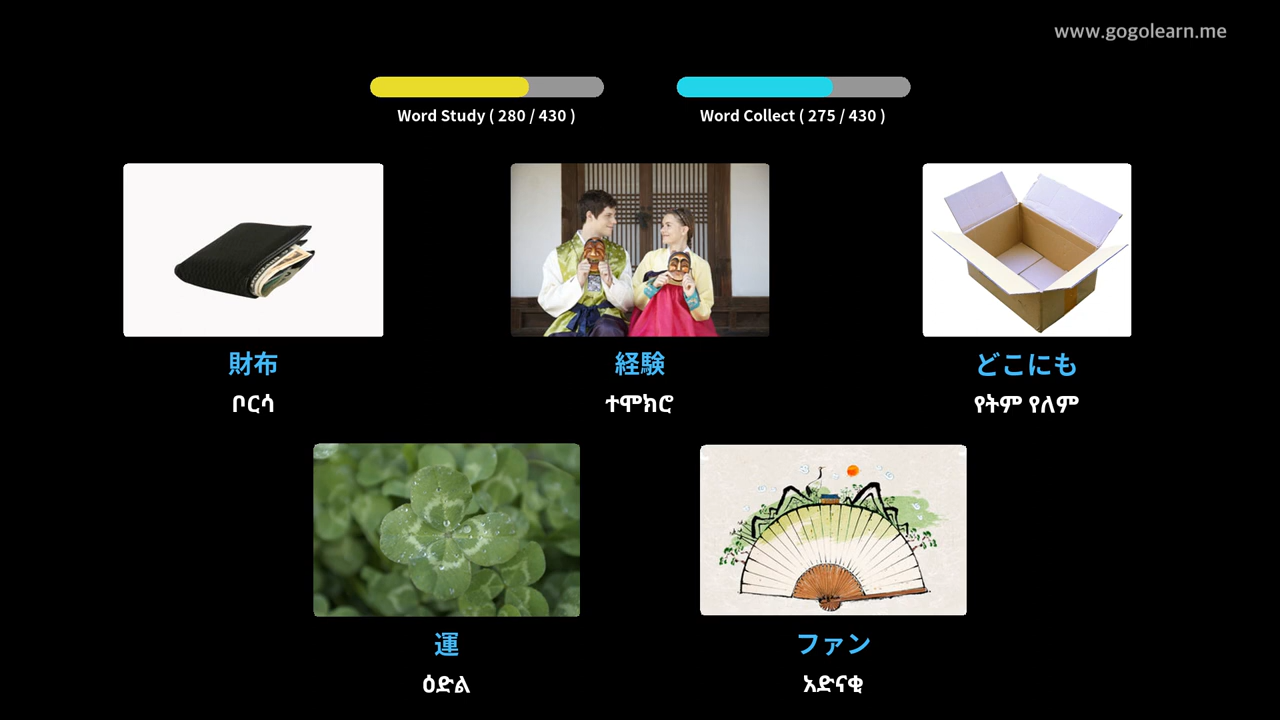 www.gogolearn.me
Word Study ( 280 / 430 )
Word Collect ( 275 / 430 )
財布
経験
どこにも
ቦርሳ
ተሞክሮ
የትም የለም
運
ファン
ዕድል
አድናቂ